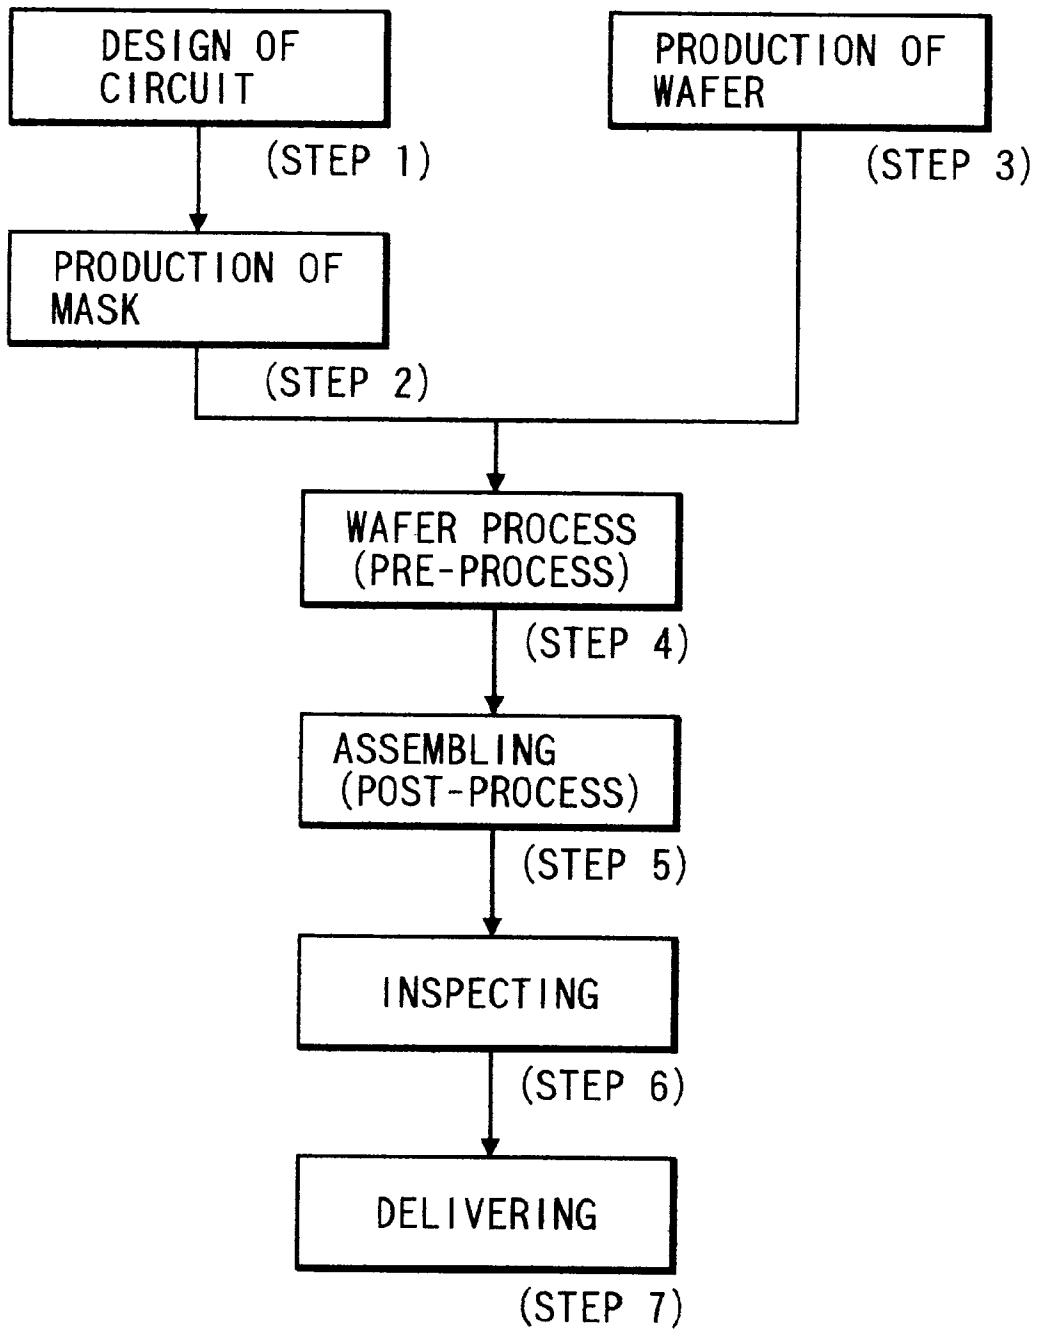 DESIGN OF
CIRCUIT
(STEP 1)
PRODUCTION OF
WAFER
(STEP 3)
PRODUCTION OF
MASK
(STEP 2)
WAFER PROCESS
(PRE-PROCESS)
(STEP 4)
ASSEMBLING
(POST-PROCESS)
(STEP 5)
INSPECTING
(STEP 6)
DELIVERING
(STEP 7)